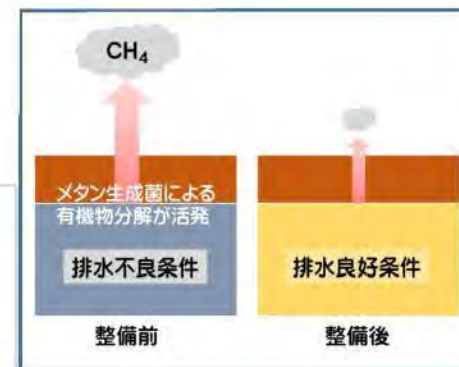 CH₄
メタン生成菌による
有機物分解が活発
排水不良条件
排水良好条件
整備前
整備後